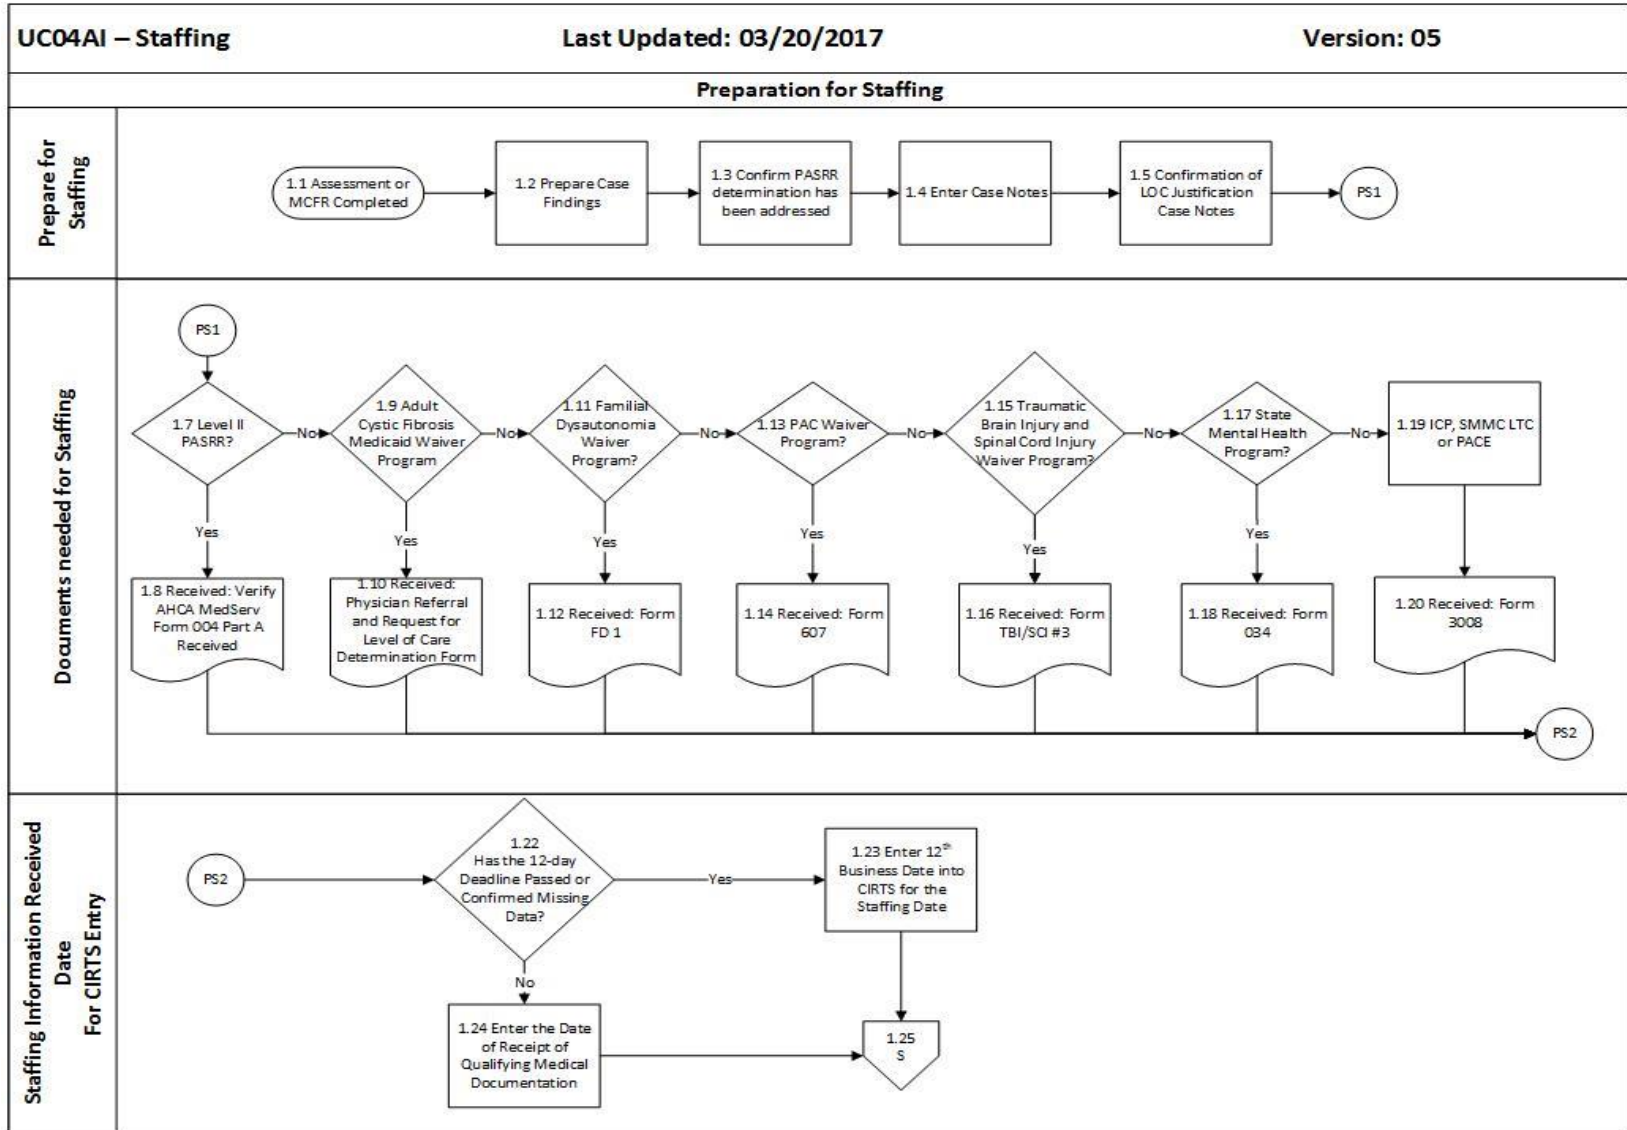 UC04AI – Staffing Last Updated: 03/20/2017 Version: 05
Preparation for Staffing
Prepare for
Staffing
1.1 Assessment or
MCFR Completed
1.2 Prepare Case
Findings
1.3 Confirm PASRR
determination has
been addressed
1.4 Enter Case Notes
1.5 Confirmation of
LOC Justification
Case Notes
PS1
Documents needed for Staffing
PS1
1.7 Level II
PASRR?
No
1.9 Adult
Cystic Fibrosis
Medicaid Waiver
Program
No
1.11 Familial
Dysautonomia
Waiver
Program?
No
1.13 PAC Waiver
Program?
No
1.15 Traumatic
Brain Injury and
Spinal Cord Injury
Waiver Program?
No
1.17 State
Mental Health
Program?
No
1.19 ICP, SMMC LTC
or PACE
Yes
Yes
Yes
Yes
Yes
Yes
1.8 Received: Verify
AHCA MedServ
Form 004 Part A
Received
1.10 Received:
Physician Referral
and Request for
Level of Care
Determination Form
1.12 Received: Form
FD 1
1.14 Received: Form
607
1.16 Received: Form
TBI/SCI #3
1.18 Received: Form
034
1.20 Received: Form
3008
PS2
Staffing Information Received
Date
For CIRTS Entry
PS2
1.22
Has the 12-day
Deadline Passed or
Confirmed Missing
Data?
Yes
1.23 Enter 12th
Business Date into
CIRTS for the
Staffing Date
No
1.24 Enter the Date
of Receipt of
Qualifying Medical
Documentation
1.25
S